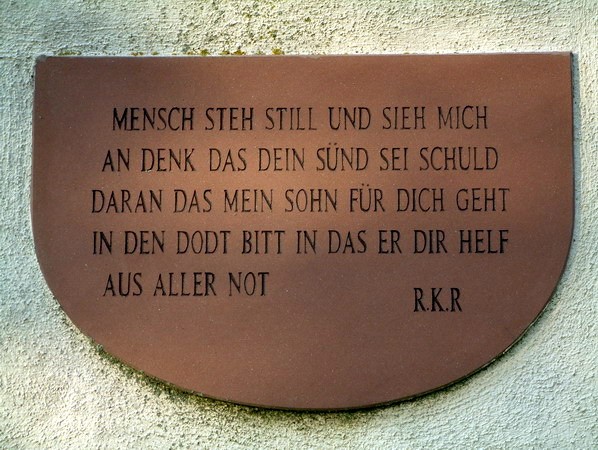 MENSCH STEH STILL UND SIEH MICH
AN DENK DAS DEIN SÜND SEI SCHULD
DARAN DAS MEIN SOHN FÜR DICH GEHT
IN DEN DODT BITT IN DAS ER DIR HELF
AUS ALLER NOT
R.K.R